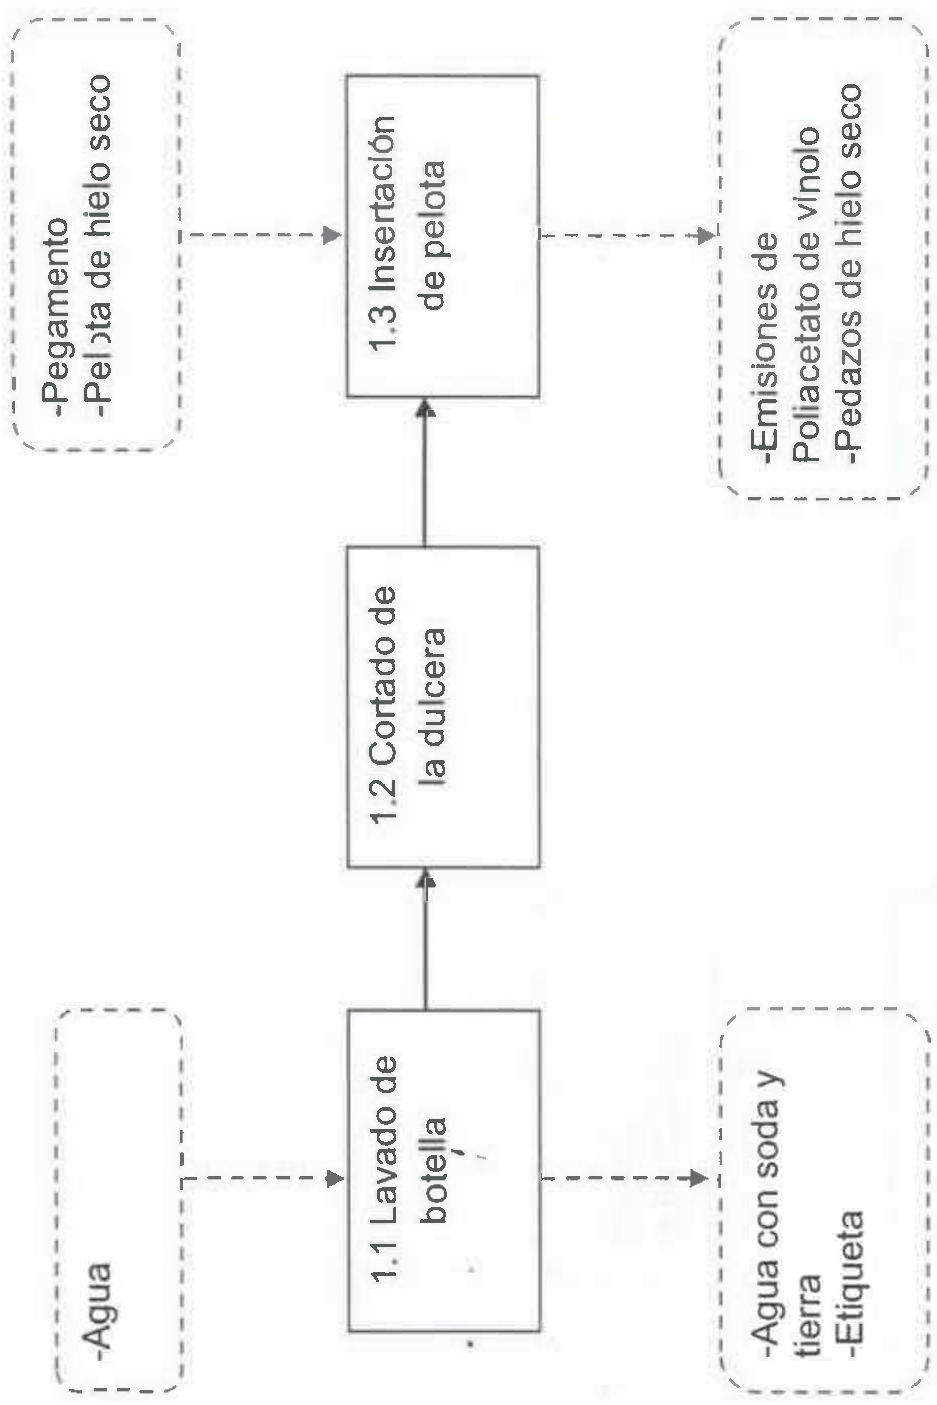 -Agua
-Pegamento
-Pelota de hielo seco
1.1 Lavado de
botella
1.2 Cortado de
la dulcera
1.3 Insertación
de pelota
-Agua con soda y
tierra
-Etiqueta
-Emisiones de
Poliacetato de vinolo
-Pedazos de hielo seco